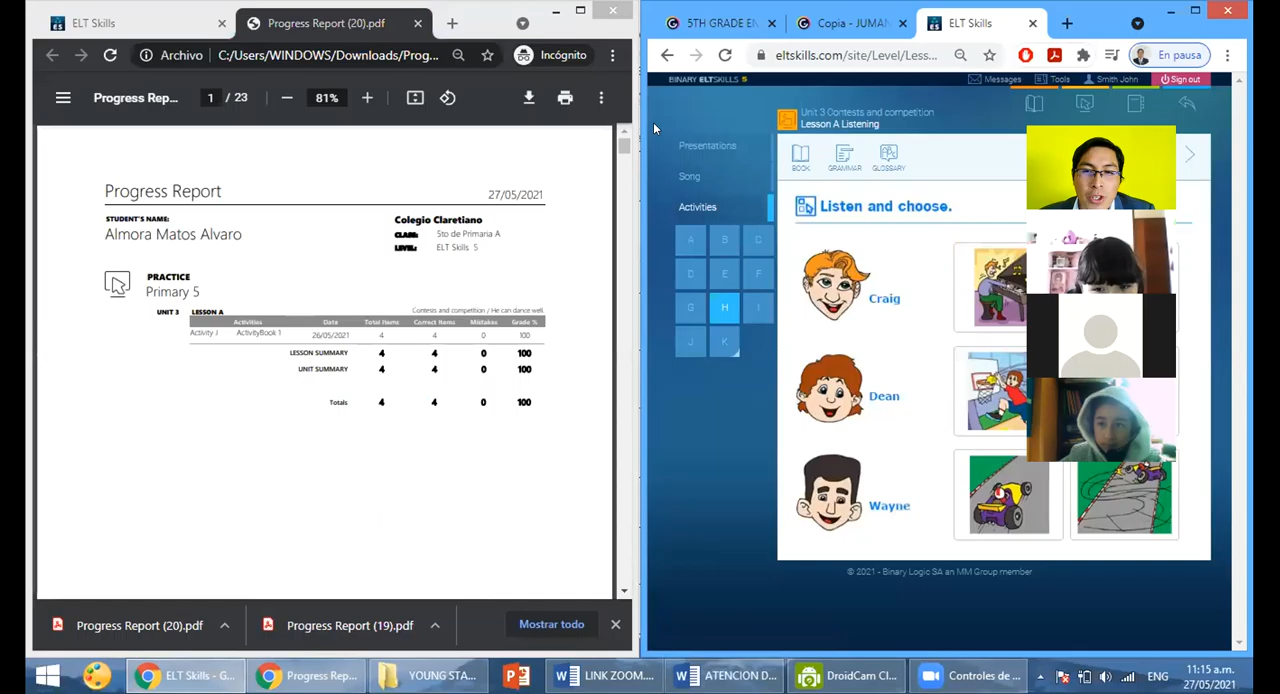 ELT Skills
Progress Report (20).pdf
Archivo
C:/Users/WINDOWS/Downloads/Prog...
Incógnito
Progress Rep...
1 / 23
81%
Progress Report
27/05/2021
STUDENT'S NAME:
Almora Matos Alvaro
Colegio Claretiano
CLASS:
5to de Primaria A
LEVEL:
ELT Skills 5
PRACTICE
Primary 5
UNIT 3
LESSON A
Contests and competition / He can dance well.
Activities
Date
Total Items
Correct Items
Mistakes
Grade %
Activity J
ActivityBook 1
26/05/2021
4
4
0
100
LESSON SUMMARY
4
4
0
100
UNIT SUMMARY
4
4
0
100
Totals
4
4
0
100
Progress Report (20).pdf
Progress Report (19).pdf
Mostrar todo
5TH GRADE EN
Copia - JUMAN
ELT Skills
eltskills.com/site/Level/Less...
En pausa
BINARY ELTSKILLS 5
Messages
Tools
Smith John
Sign out
Unit 3 Contests and competition
Lesson A Listening
Presentations
Song
Activities
A
B
C
D
E
F
G
H
I
J
K
BOOK
GRAMMAR
GLOSSARY
Listen and choose.
Craig
Dean
Wayne
© 2021 - Binary Logic SA an MM Group member
ELT Skills - G...
Progress Rep...
YOUNG STA...
LINK ZOOM....
ATENCION D...
DroidCam Cl...
Controles de ...
ENG
11:15 a.m.
27/05/2021